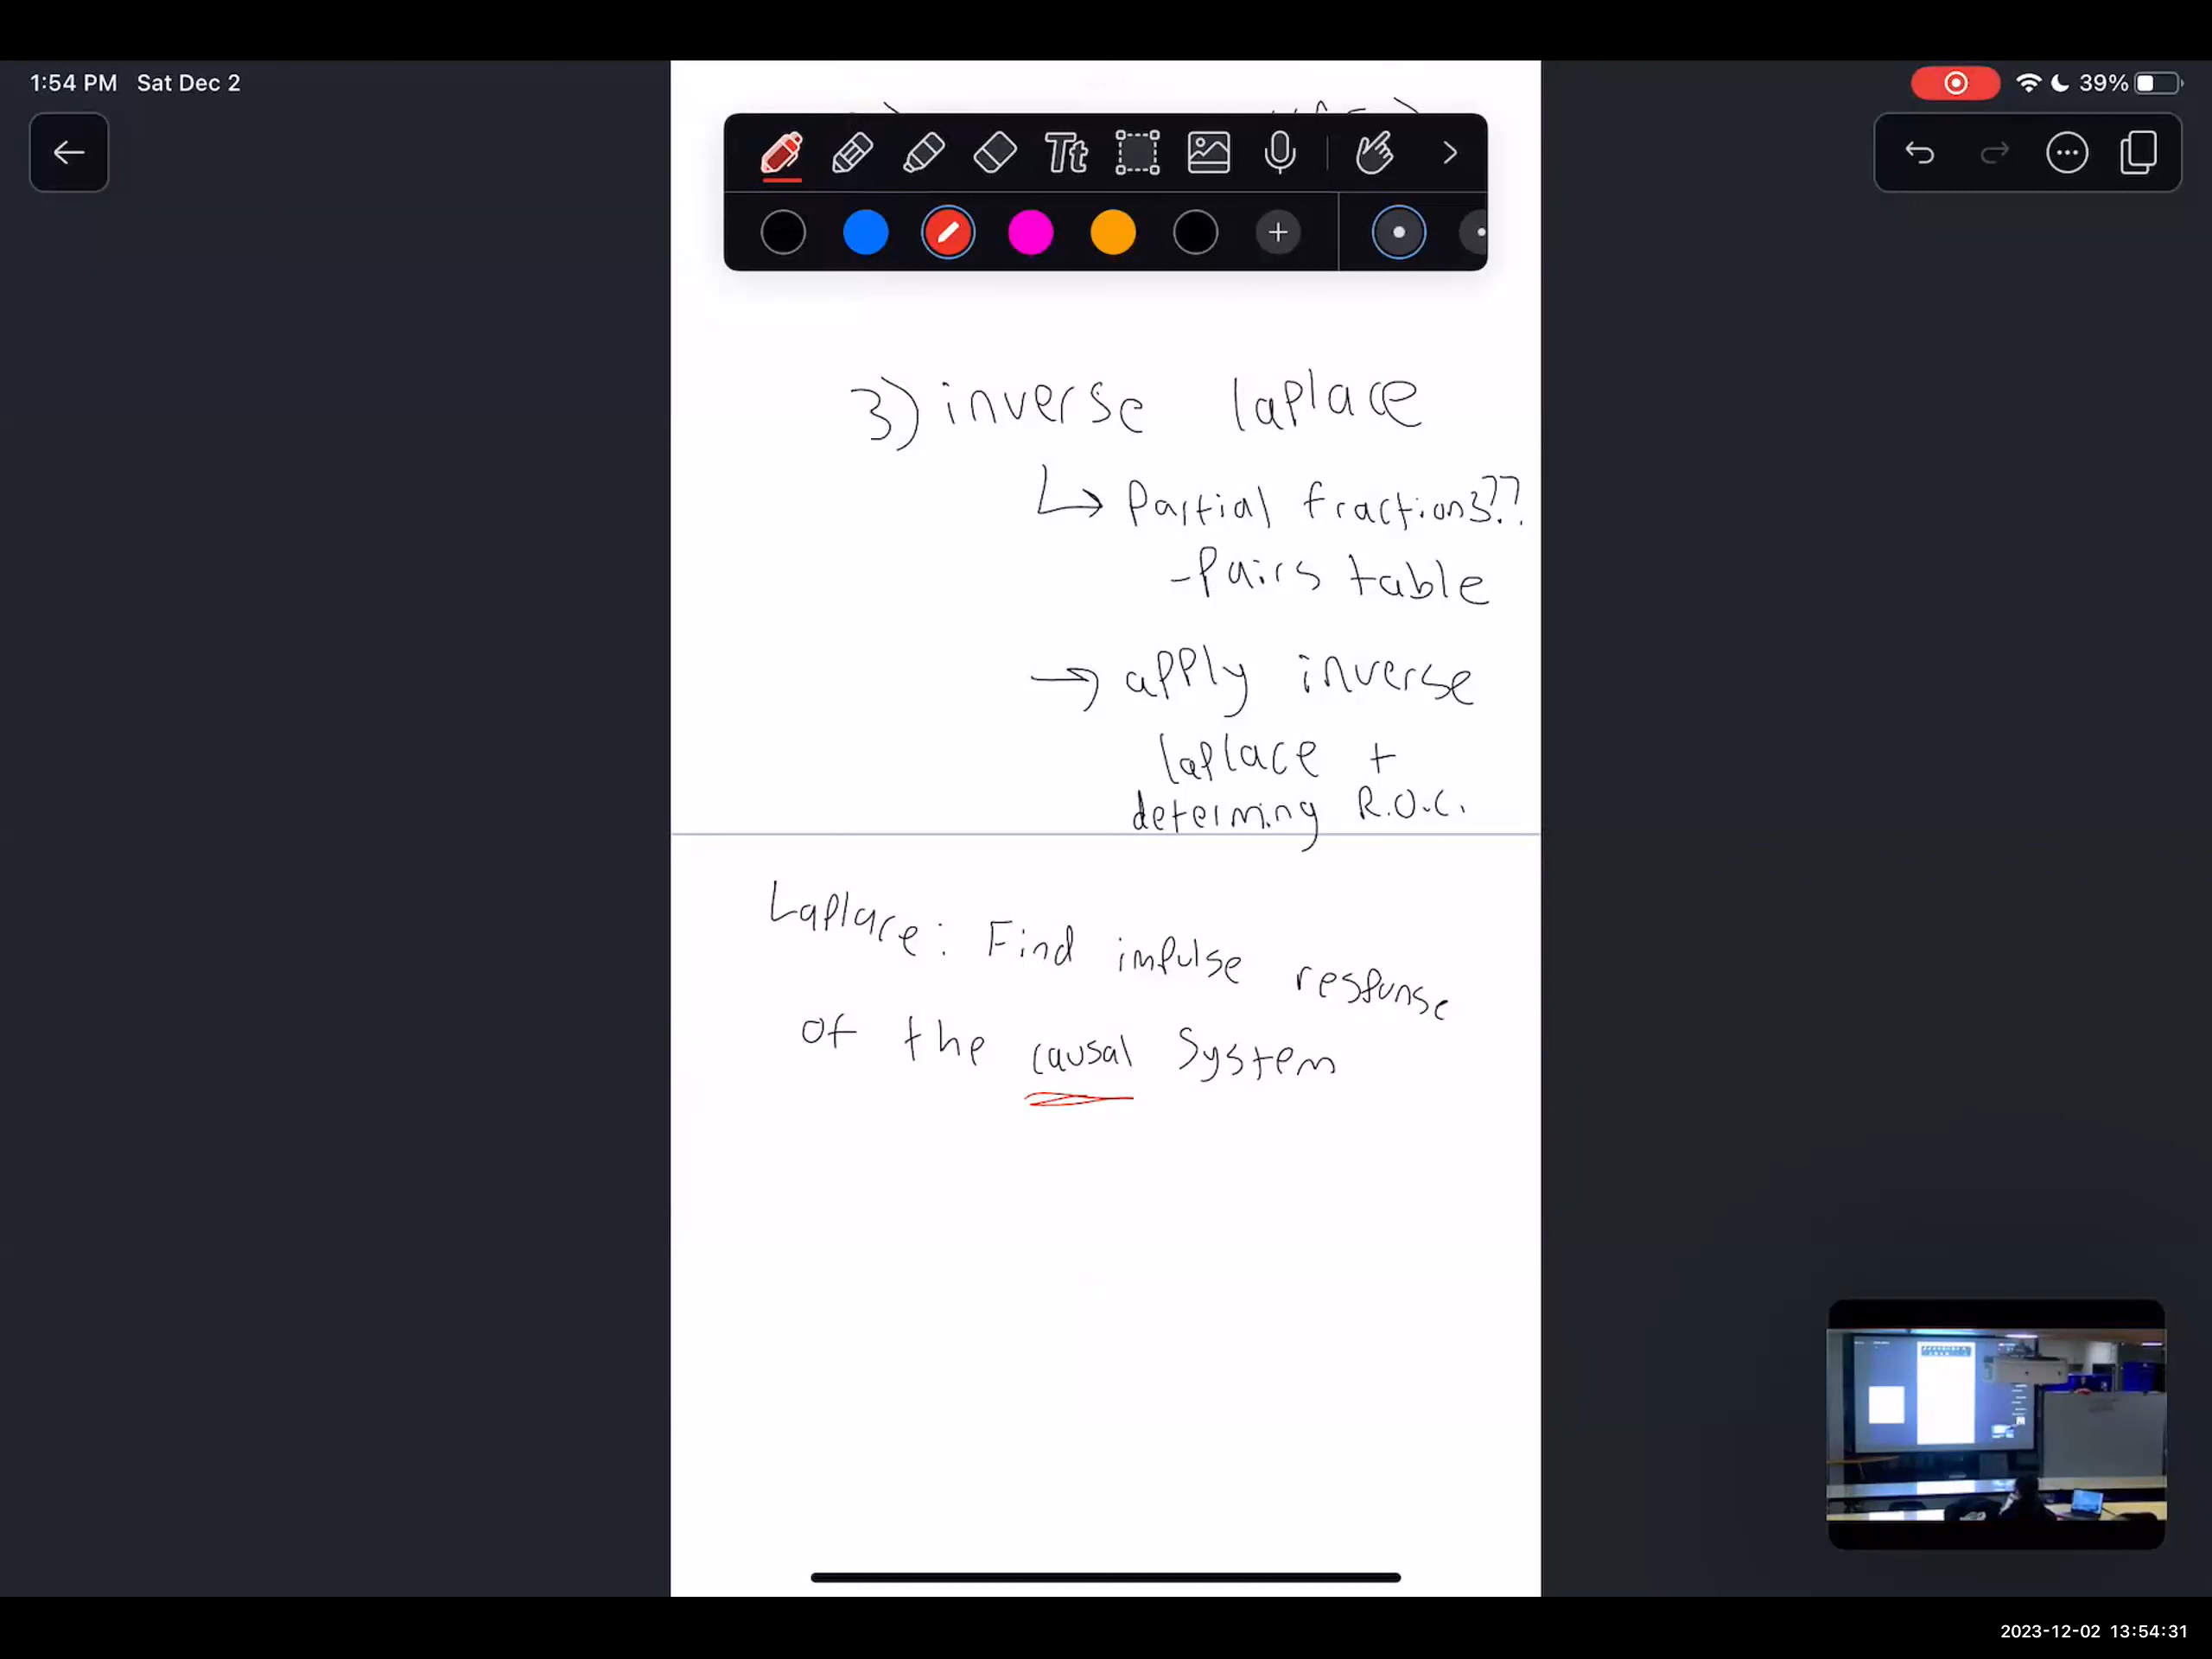 1:54 PM Sat Dec 2
39%
Tt
3) inverse laplace
↳ Partial fractions??
- Pairs table
→ apply inverse
laplace +
determing R.O.C.
Laplace: Find impulse response
of the causal system
2023-12-02 13:54:31